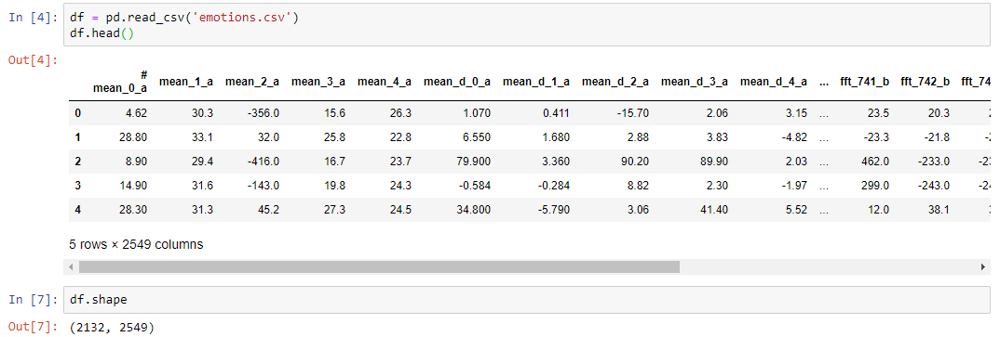 In [4]: df = pd.read_csv('emotions.csv')
df.head()
Out[4]:
# mean_0_a mean_1_a mean_2_a mean_3_a mean_4_a mean_d_0_a mean_d_1_a mean_d_2_a mean_d_3_a mean_d_4_a ... fft_741_b fft_742_b fft_74
0 4.62 30.3 -356.0 15.6 26.3 1.070 0.411 -15.70 2.06 3.15 ... 23.5 20.3
1 28.80 33.1 32.0 25.8 22.8 6.550 1.680 2.88 3.83 -4.82 ... -23.3 -21.8
2 8.90 29.4 -416.0 16.7 23.7 79.900 3.360 90.20 89.90 2.03 ... 462.0 -233.0
3 14.90 31.6 -143.0 19.8 24.3 -0.584 -0.284 8.82 2.30 -1.97 ... 299.0 -243.0
4 28.30 31.3 45.2 27.3 24.5 34.800 -5.790 3.06 41.40 5.52 ... 12.0 38.1
5 rows × 2549 columns
In [7]: df.shape
Out[7]: (2132, 2549)